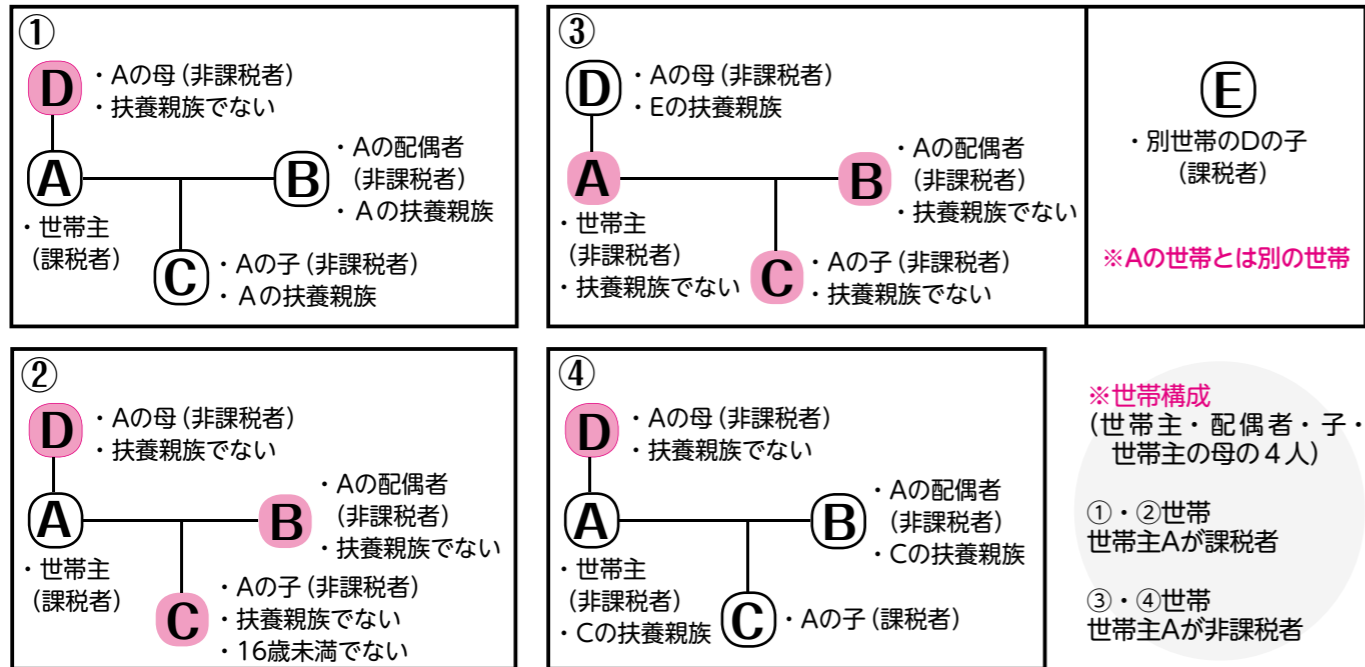 ①
D
・Aの母（非課税者）
・扶養親族でない
A
・世帯主
（課税者）
B
・Aの配偶者
（非課税者）
・Aの扶養親族
C
・Aの子（非課税者）
・Aの扶養親族
③
D
・Aの母（非課税者）
・Eの扶養親族
A
・世帯主
（非課税者）
・扶養親族でない
B
・Aの配偶者
（非課税者）
・扶養親族でない
C
・Aの子（非課税者）
・扶養親族でない
E
・別世帯のDの子
（課税者）
※Aの世帯とは別の世帯
②
D
・Aの母（非課税者）
・扶養親族でない
A
・世帯主
（課税者）
B
・Aの配偶者
（非課税者）
・扶養親族でない
C
・Aの子（非課税者）
・扶養親族でない
・16歳未満でない
④
D
・Aの母（非課税者）
・扶養親族でない
A
・世帯主
（非課税者）
・Cの扶養親族
B
・Aの配偶者
（非課税者）
・Cの扶養親族
C
・Aの子（課税者）
※世帯構成
（世帯主・配偶者・子・
世帯主の母の４人）
①・②世帯
世帯主Aが課税者
③・④世帯
世帯主Aが非課税者